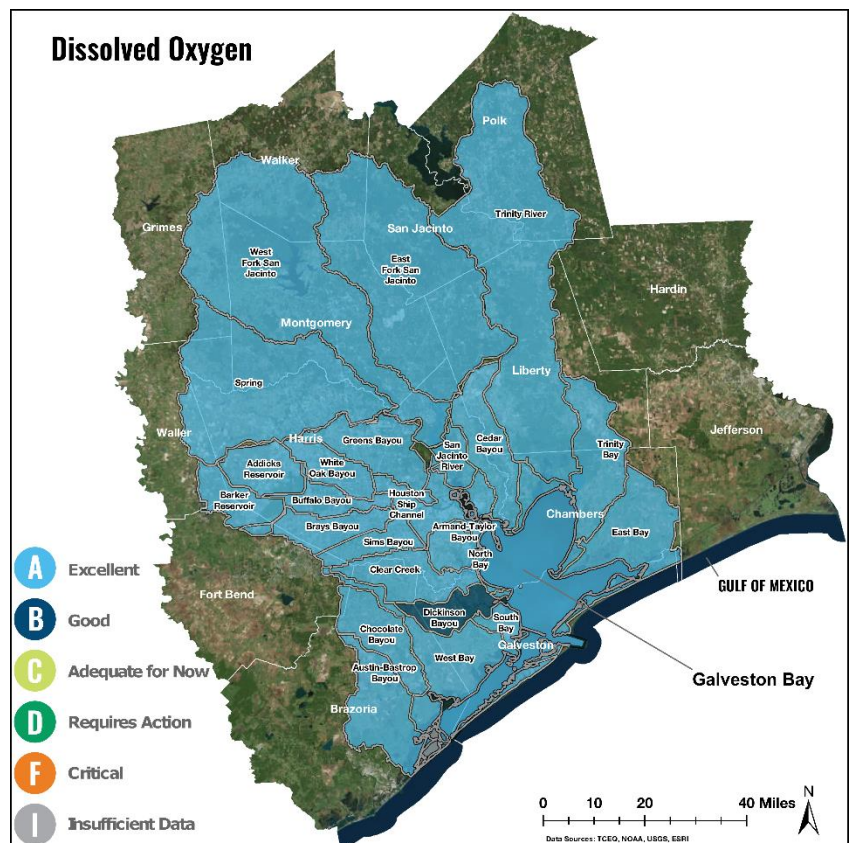 Dissolved Oxygen
Polk
Walker
Trinity River
San Jacinto
Grimes
West
Fork San
Jacinto
East
Fork San
Jacinto
Hardin
Montgomery
Liberty
Spring
Jefferson
Waller
Harris
Greens Bayou
San
Jacinto
River
Cedar
Bayou
Trinity
Bay
Addicks
Reservoir
White
Oak Bayou
Barker
Reservoir
Buffalo Bayou
Houston
Ship
Channel
Chambers
Brays Bayou
Armand-Taylor
Bayou
East Bay
Sims Bayou
North
Bay
Clear Creek
GULF OF MEXICO
Fort Bend
Dickinson
Bayou
South
Bay
Chocolate
Bayou
Galveston
West Bay
Austin-Bastrop
Bayou
Galveston Bay
Brazoria
A Excellent
B Good
C Adequate for Now
D Requires Action
F Critical
I Insufficient Data
0 10 20 40 Miles
N
Data Sources: TCEQ, NOAA, USGS, ESRI